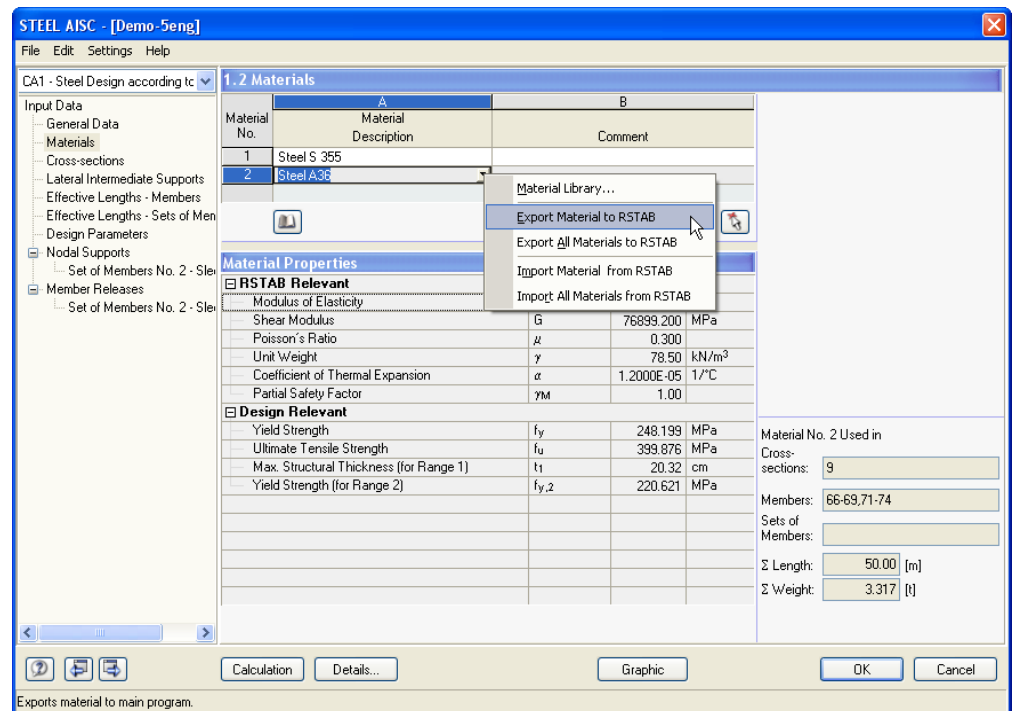 STEEL AISC - [Demo-5eng]
File Edit Settings Help
CA1 - Steel Design according tc
1.2 Materials
Input Data
General Data
Materials
Cross-sections
Lateral Intermediate Supports
Effective Lengths - Members
Effective Lengths - Sets of Men
Design Parameters
Nodal Supports
Set of Members No. 2 - Sle
Member Releases
Set of Members No. 2 - Sle
A B
Material No. Material Description Comment
1 Steel S 355
2 Steel A36
Material Library...
Export Material to RSTAB
Export All Materials to RSTAB
Import Material from RSTAB
Import All Materials from RSTAB
Material Properties
RSTAB Relevant
Modulus of Elasticity
Shear Modulus G 76899.200 MPa
Poisson´s Ratio μ 0.300
Unit Weight γ 78.50 kN/m³
Coefficient of Thermal Expansion α 1.2000E-05 1/°C
Partial Safety Factor γM 1.00
Design Relevant
Yield Strength fy 248.199 MPa
Ultimate Tensile Strength fu 399.876 MPa
Max. Structural Thickness (for Range 1) t1 20.32 cm
Yield Strength (for Range 2) fy,2 220.621 MPa
Material No. 2 Used in
Cross-
sections: 9
Members: 66-69,71-74
Sets of
Members:
Σ Length: 50.00 [m]
Σ Weight: 3.317 [t]
Calculation Details... Graphic OK Cancel
Exports material to main program.